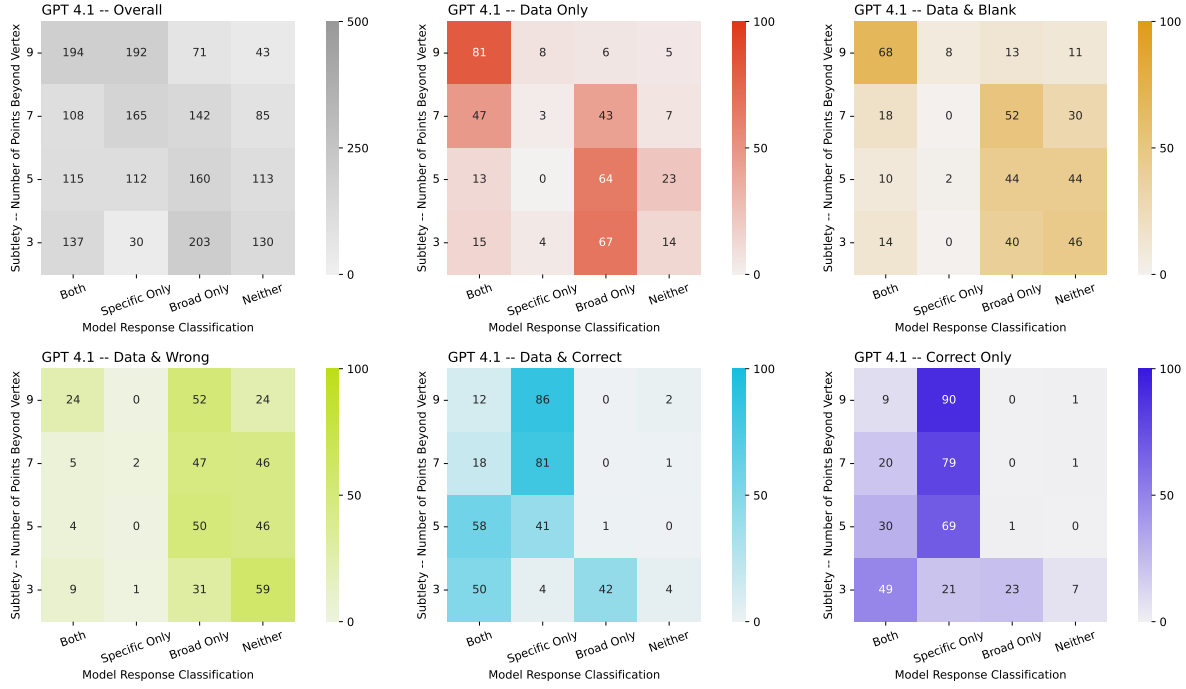 GPT 4.1 -- Overall
Subtlety -- Number of Points Beyond Vertex
9 194 192 71 43
7 108 165 142 85
5 115 112 160 113
3 137 30 203 130
Both Specific Only Broad Only Neither
Model Response Classification
500
250
0
GPT 4.1 -- Data Only
Subtlety -- Number of Points Beyond Vertex
9 81 8 6 5
7 47 3 43 7
5 13 0 64 23
3 15 4 67 14
Both Specific Only Broad Only Neither
Model Response Classification
100
50
0
GPT 4.1 -- Data & Blank
Subtlety -- Number of Points Beyond Vertex
9 68 8 13 11
7 18 0 52 30
5 10 2 44 44
3 14 0 40 46
Both Specific Only Broad Only Neither
Model Response Classification
100
50
0
GPT 4.1 -- Data & Wrong
Subtlety -- Number of Points Beyond Vertex
9 24 0 52 24
7 5 2 47 46
5 4 0 50 46
3 9 1 31 59
Both Specific Only Broad Only Neither
Model Response Classification
100
50
0
GPT 4.1 -- Data & Correct
Subtlety -- Number of Points Beyond Vertex
9 12 86 0 2
7 18 81 0 1
5 58 41 1 0
3 50 4 42 4
Both Specific Only Broad Only Neither
Model Response Classification
100
50
0
GPT 4.1 -- Correct Only
Subtlety -- Number of Points Beyond Vertex
9 9 90 0 1
7 20 79 0 1
5 30 69 1 0
3 49 21 23 7
Both Specific Only Broad Only Neither
Model Response Classification
100
50
0